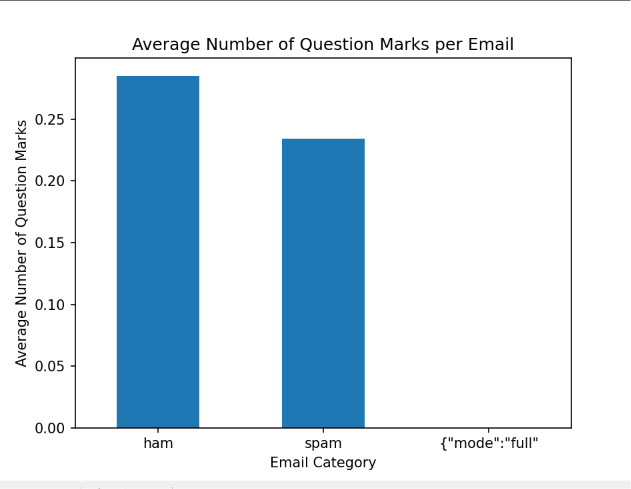 Average Number of Question Marks per Email
Average Number of Question Marks
0.25
0.20
0.15
0.10
0.05
0.00
ham spam {"mode":"full"
Email Category